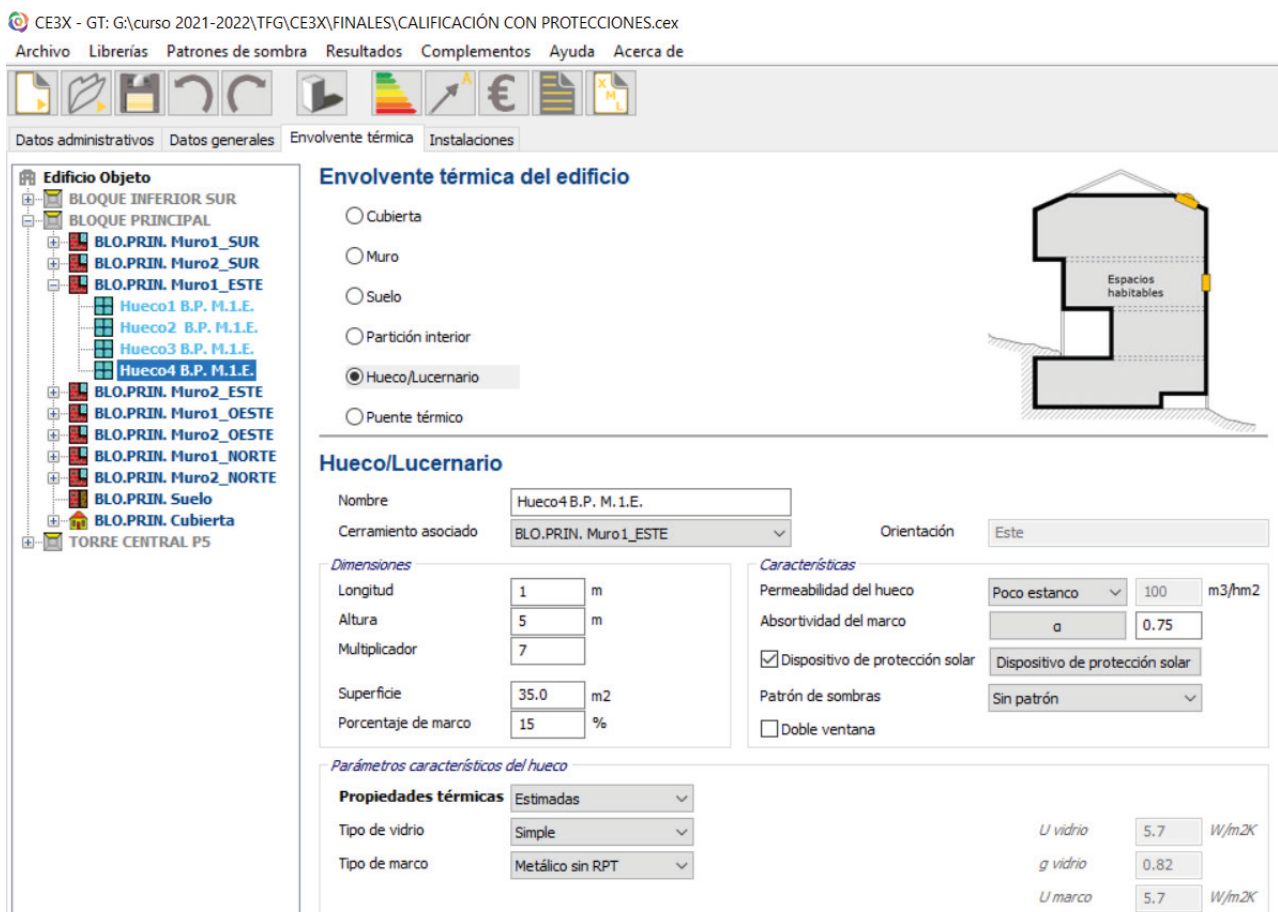 CE3X - GT: G:\curso 2021-2022\TFG\CE3X\FINALES\CALIFICACIÓN CON PROTECCIONES.cex
Archivo Librerías Patrones de sombra Resultados Complementos Ayuda Acerca de
A € X M L
Datos administrativos Datos generales Envolvente térmica Instalaciones
Edificio Objeto
BLOQUE INFERIOR SUR
BLOQUE PRINCIPAL
BLO.PRIN. Muro1_SUR
BLO.PRIN. Muro2_SUR
BLO.PRIN. Muro1_ESTE
Hueco1 B.P. M.1.E.
Hueco2 B.P. M.1.E.
Hueco3 B.P. M.1.E.
Hueco4 B.P. M.1.E.
BLO.PRIN. Muro2_ESTE
BLO.PRIN. Muro1_OESTE
BLO.PRIN. Muro2_OESTE
BLO.PRIN. Muro1_NORTE
BLO.PRIN. Muro2_NORTE
BLO.PRIN. Suelo
BLO.PRIN. Cubierta
TORRE CENTRAL P5
Envolvente térmica del edificio
Cubierta
Muro
Suelo
Partición interior
Hueco/Lucernario
Puente térmico
Espacios
habitables
Hueco/Lucernario
Nombre Hueco4 B.P. M.1.E.
Cerramiento asociado BLO.PRIN. Muro1_ESTE Orientación Este
Dimensiones
Longitud 1 m
Altura 5 m
Multiplicador 7
Superficie 35.0 m2
Porcentaje de marco 15 %
Características
Permeabilidad del hueco Poco estanco 100 m3/hm2
Absortividad del marco α 0.75
Dispositivo de protección solar Dispositivo de protección solar
Patrón de sombras Sin patrón
Doble ventana
Parámetros característicos del hueco
Propiedades térmicas Estimadas
Tipo de vidrio Simple U vidrio 5.7 W/m2K
Tipo de marco Metálico sin RPT g vidrio 0.82
U marco 5.7 W/m2K